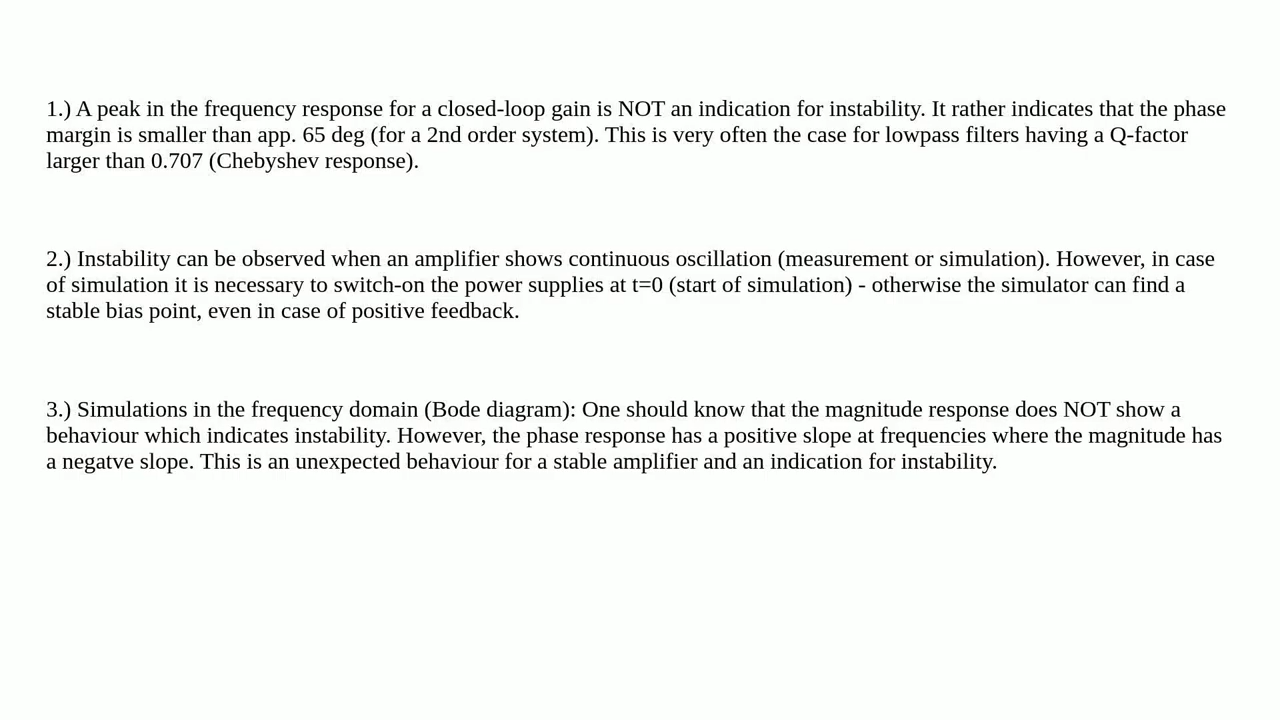 1.) A peak in the frequency response for a closed-loop gain is NOT an indication for instability. It rather indicates that the phase
margin is smaller than app. 65 deg (for a 2nd order system). This is very often the case for lowpass filters having a Q-factor
larger than 0.707 (Chebyshev response).
2.) Instability can be observed when an amplifier shows continuous oscillation (measurement or simulation). However, in case
of simulation it is necessary to switch-on the power supplies at t=0 (start of simulation) - otherwise the simulator can find a
stable bias point, even in case of positive feedback.
3.) Simulations in the frequency domain (Bode diagram): One should know that the magnitude response does NOT show a
behaviour which indicates instability. However, the phase response has a positive slope at frequencies where the magnitude has
a negatve slope. This is an unexpected behaviour for a stable amplifier and an indication for instability.